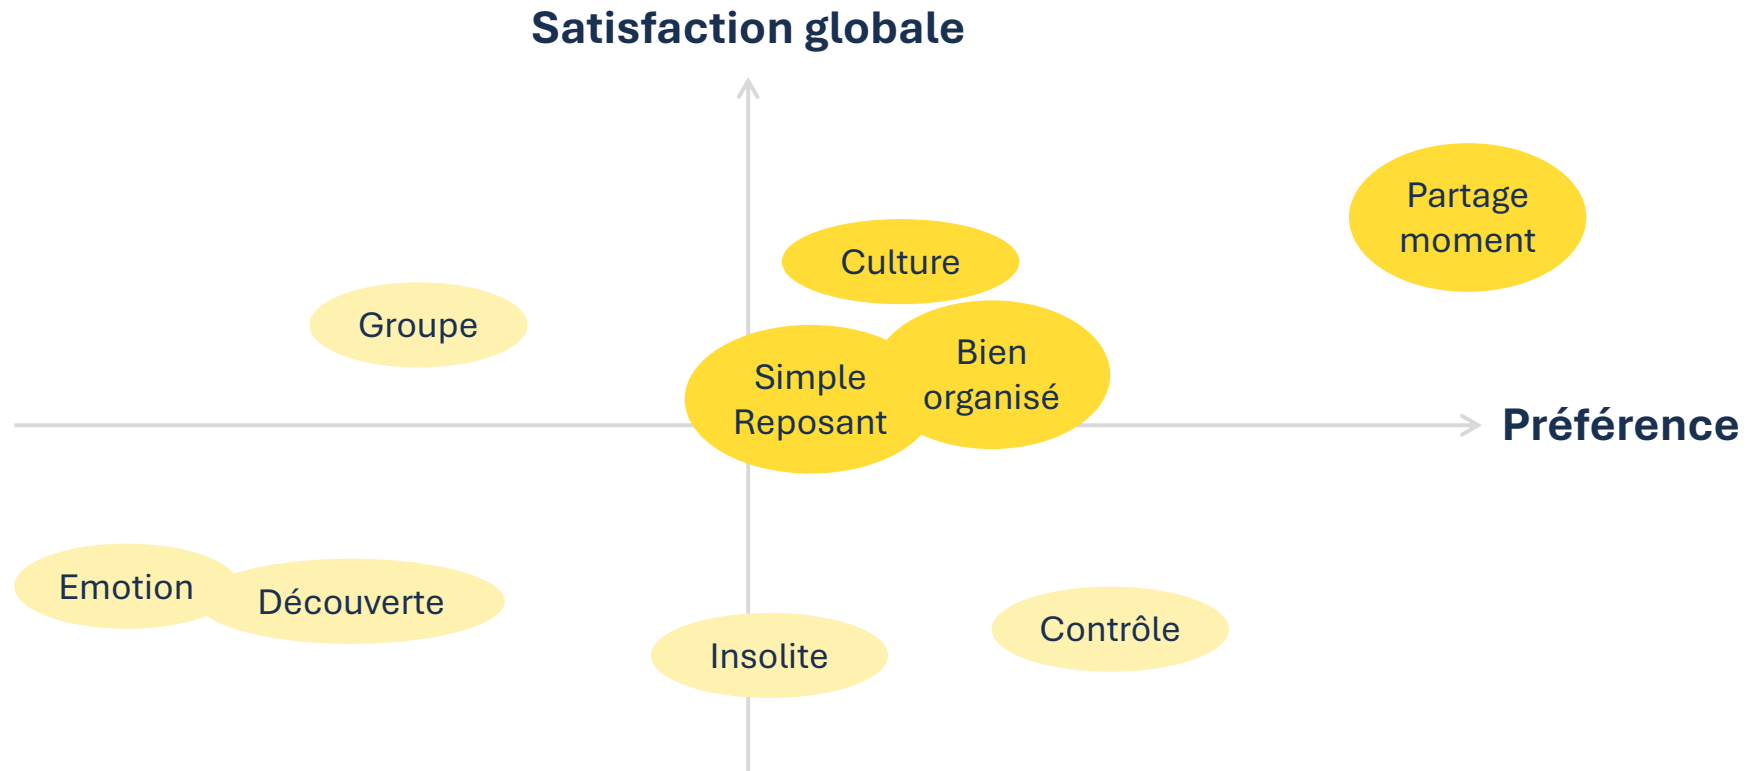 Satisfaction globale
Partage
moment
Culture
Groupe
Bien
organisé
Simple
Reposant
Préférence
Emotion
Découverte
Contrôle
Insolite